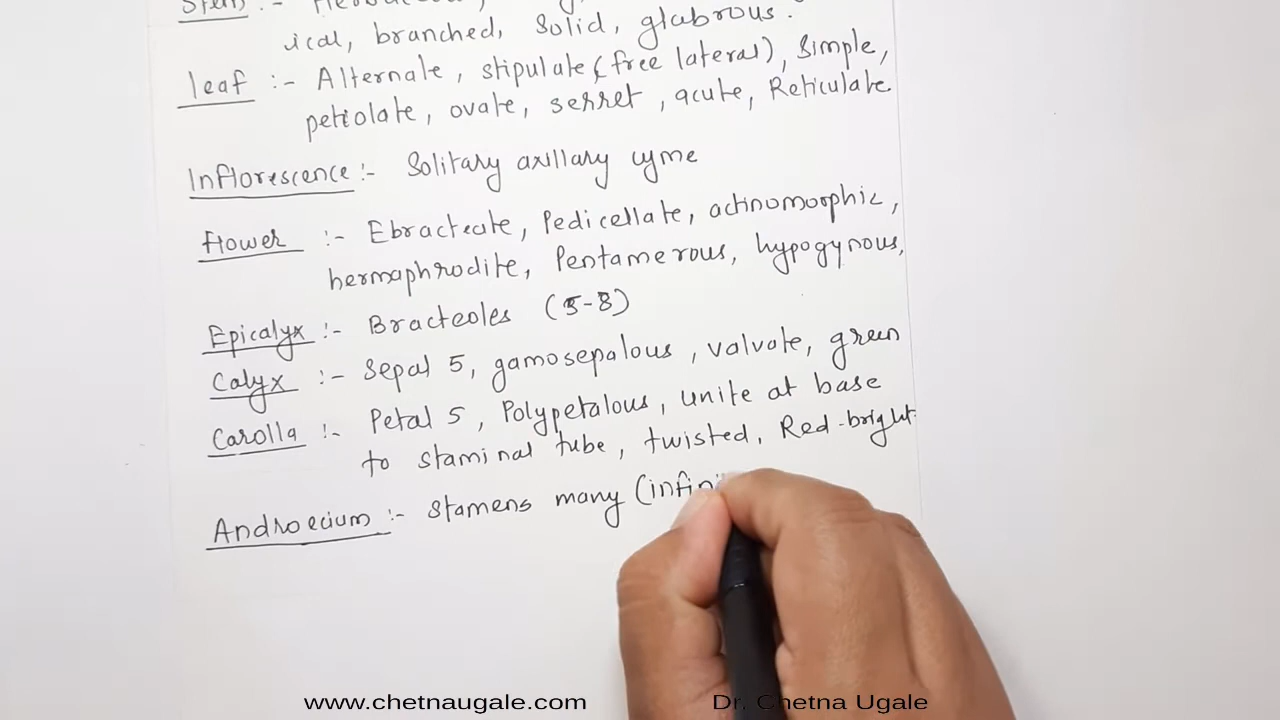 Stem :-
ical, branched, Solid, glabrous.
leaf :- Alternate, stipulate (free lateral), Simple,
petiolate, ovate, serret, acute, Reticulate.
Inflorescence :- Solitary axillary cyme
flower :- Ebracteate, Pedicellate, actinomorphic,
hermaphrodite, Pentamerous, hypogynous,
Epicalyx :- Bracteoles (5-8)
Calyx :- Sepal 5, gamosepalous, valvate, green
Carolla :- Petal 5, Polypetalous, unite at base
to staminal tube, twisted, Red-bright
Androecium :- Stamens many (infin
www.chetnaugale.com Dr. Chetna Ugale